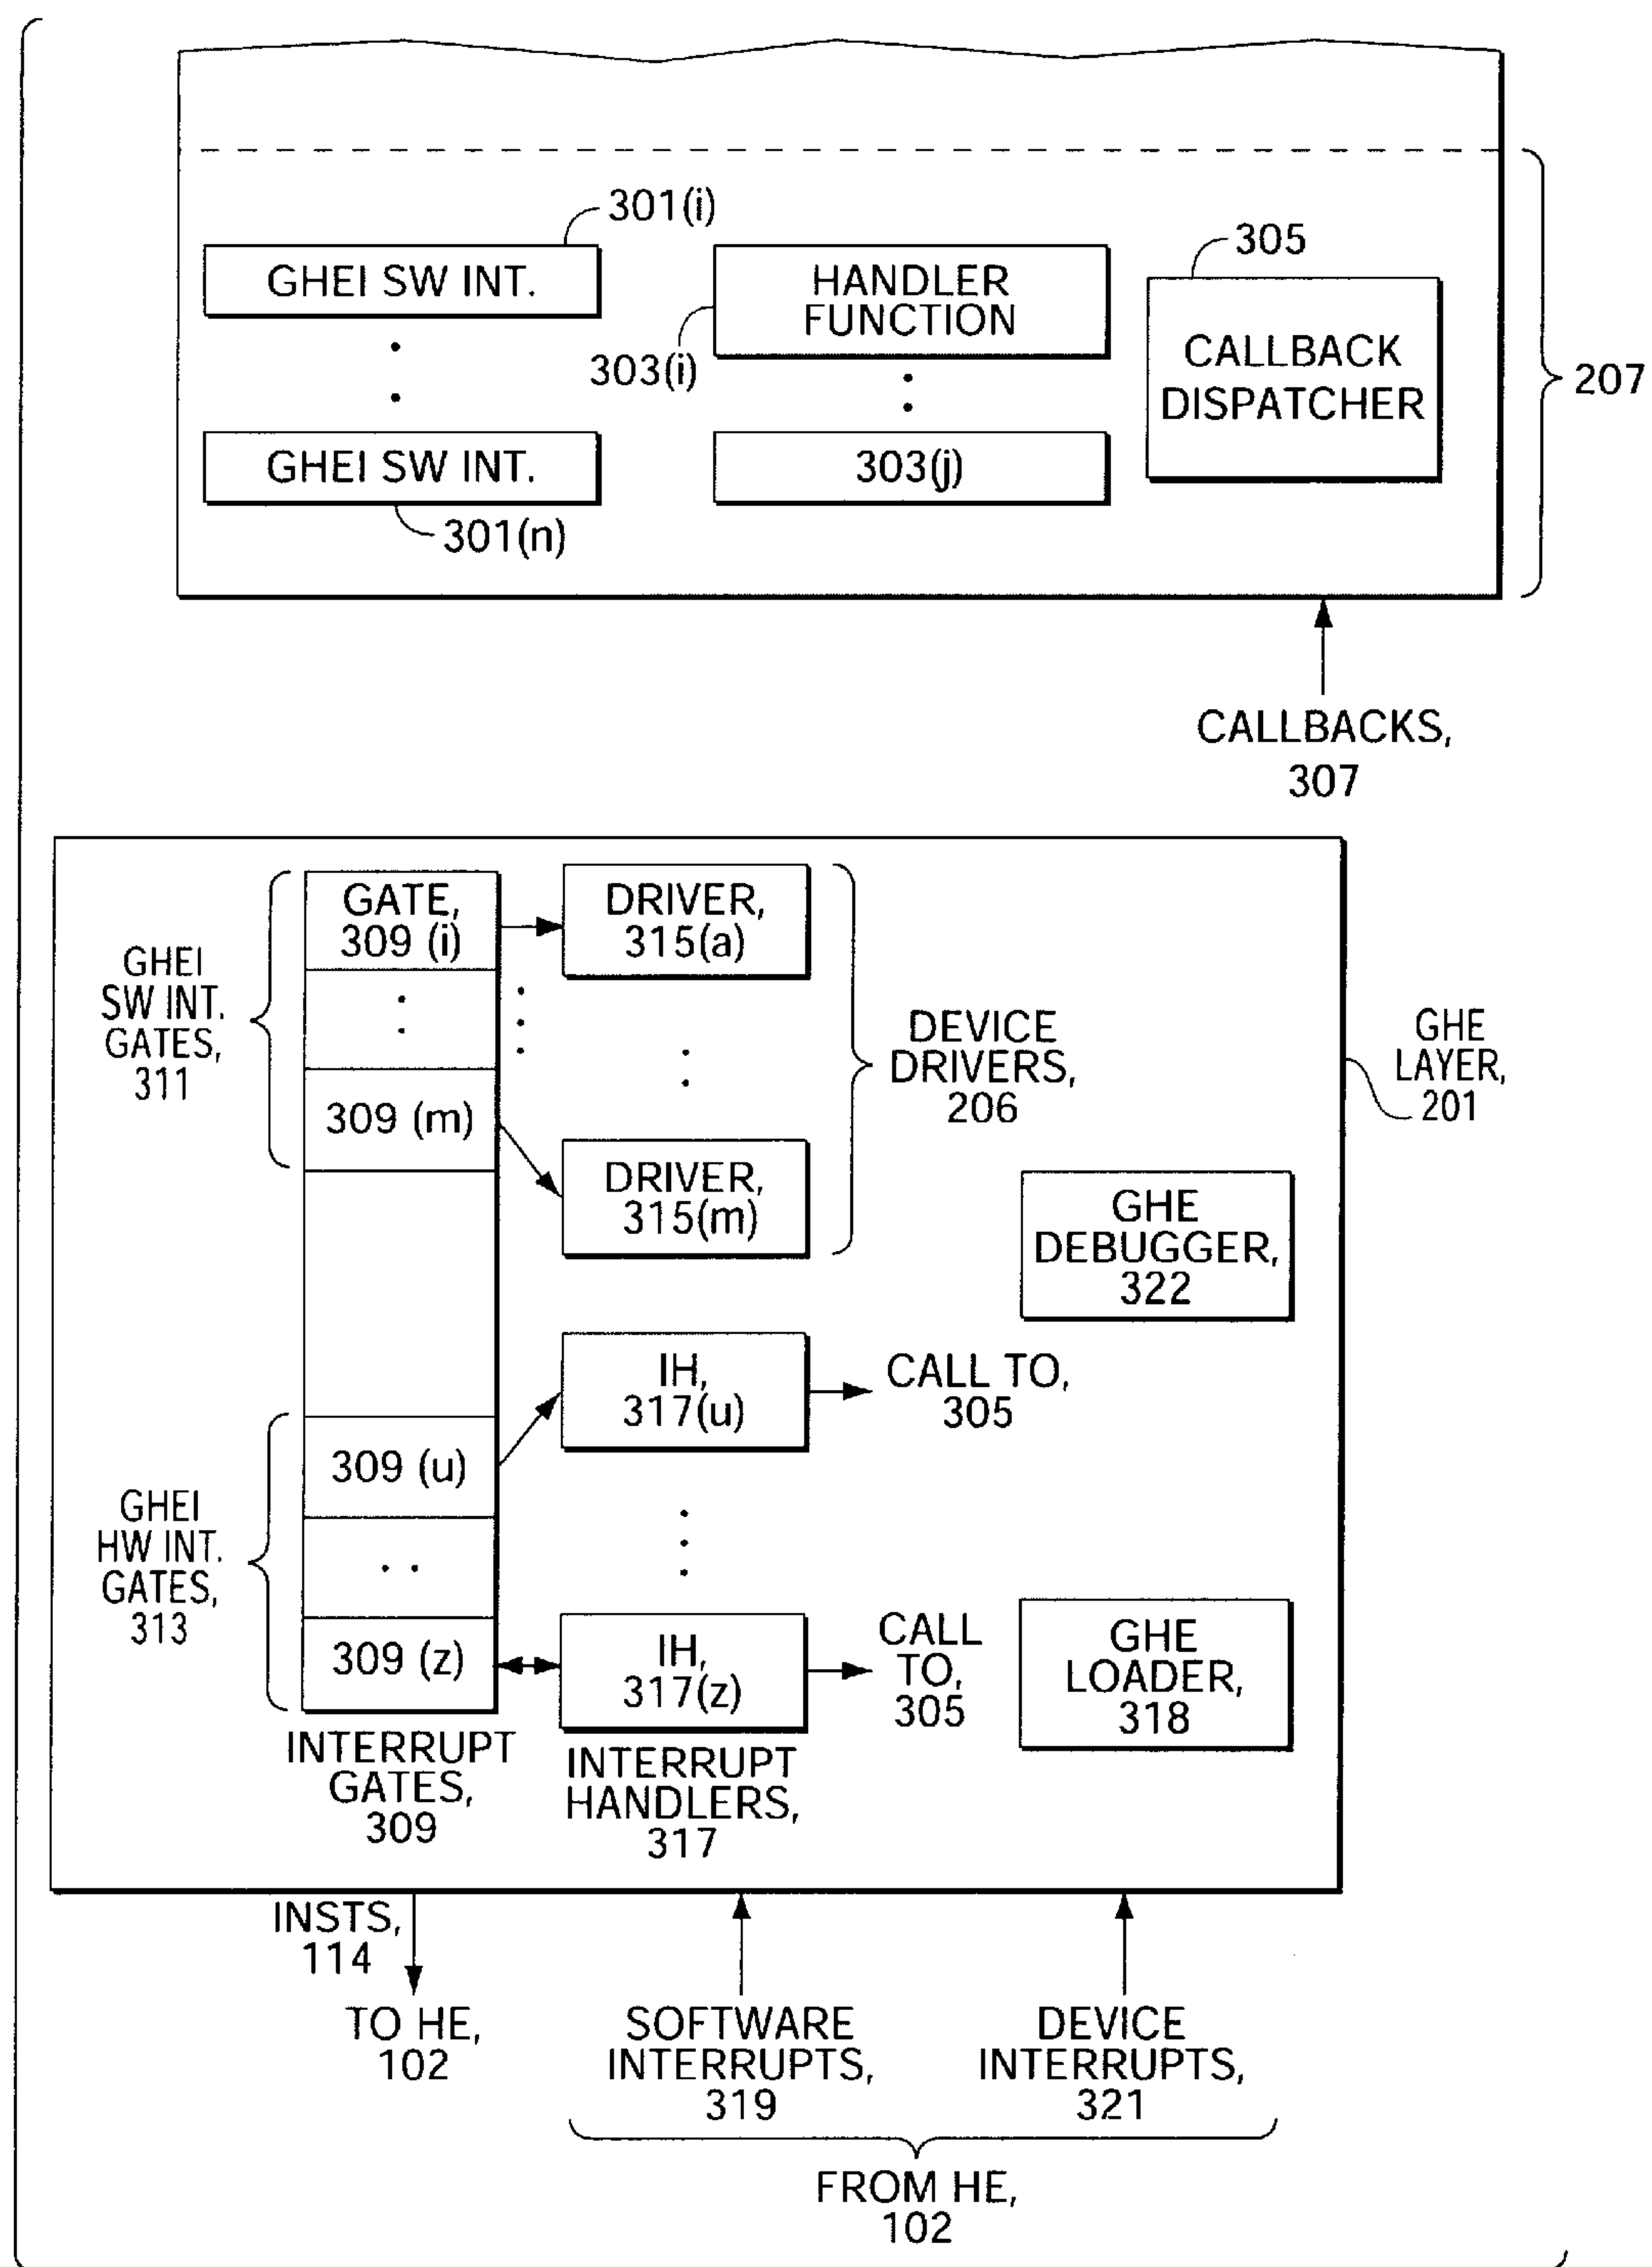 301(i)
305
GHEI SW INT.
HANDLER
FUNCTION
303(i)
CALLBACK
DISPATCHER
207
GHEI SW INT.
303(j)
301(n)
CALLBACKS,
307
GATE,
309 (i)
DRIVER,
315(a)
GHEI
SW INT.
GATES,
311
309 (m)
DEVICE
DRIVERS,
206
GHE
LAYER,
201
DRIVER,
315(m)
GHE
DEBUGGER,
322
IH,
317(u)
CALL TO,
305
309 (u)
GHEI
HW INT.
GATES,
313
309 (z)
IH,
317(z)
CALL
TO,
305
GHE
LOADER,
318
INTERRUPT
GATES,
309
INTERRUPT
HANDLERS,
317
INSTS,
114
TO HE,
102
SOFTWARE
INTERRUPTS,
319
DEVICE
INTERRUPTS,
321
FROM HE,
102